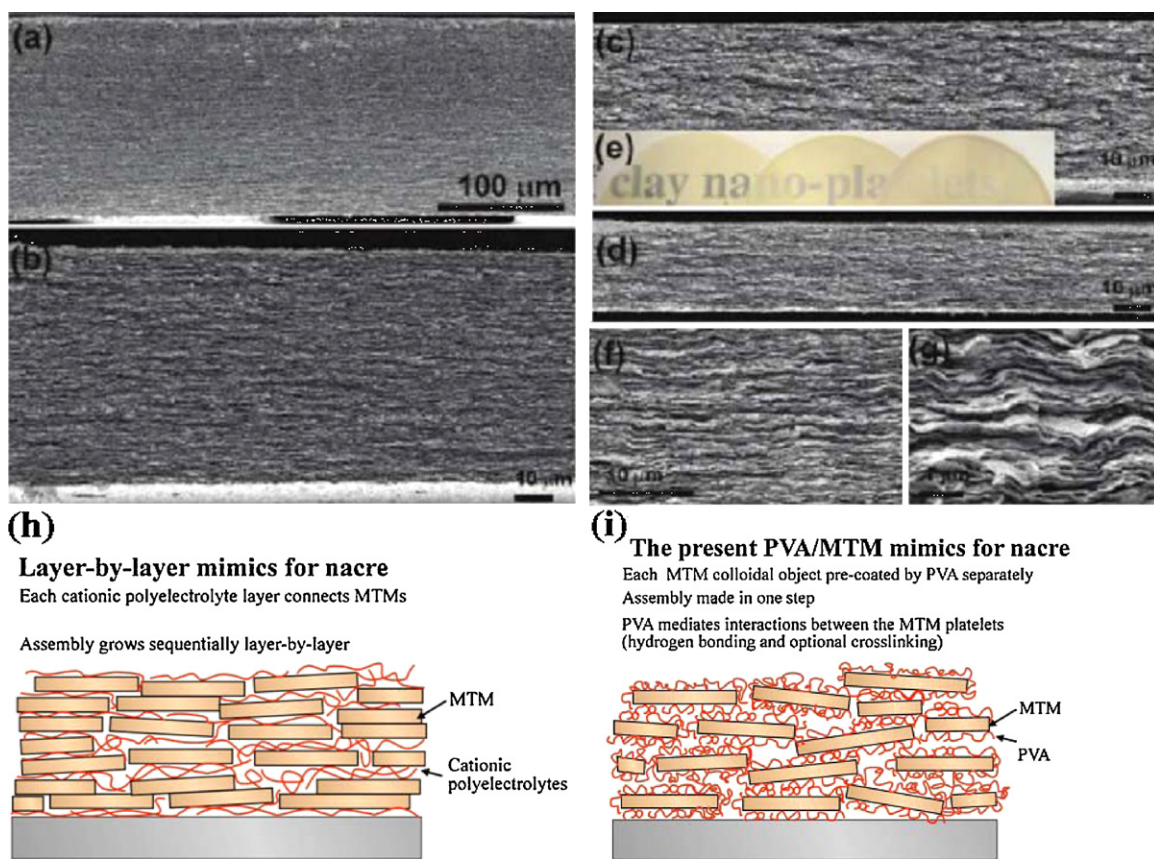 (a)
100 μm
(b)
10 μm
(c)
10 μm
(e)
clay nano-platelets
(d)
10 μm
(f)
10 μm
(g)
(h)
Layer-by-layer mimics for nacre
Each cationic polyelectrolyte layer connects MTMs
Assembly grows sequentially layer-by-layer
MTM
Cationic
polyelectrolytes
(i)
The present PVA/MTM mimics for nacre
Each MTM colloidal object pre-coated by PVA separately
Assembly made in one step
PVA mediates interactions between the MTM platelets
(hydrogen bonding and optional crosslinking)
MTM
PVA